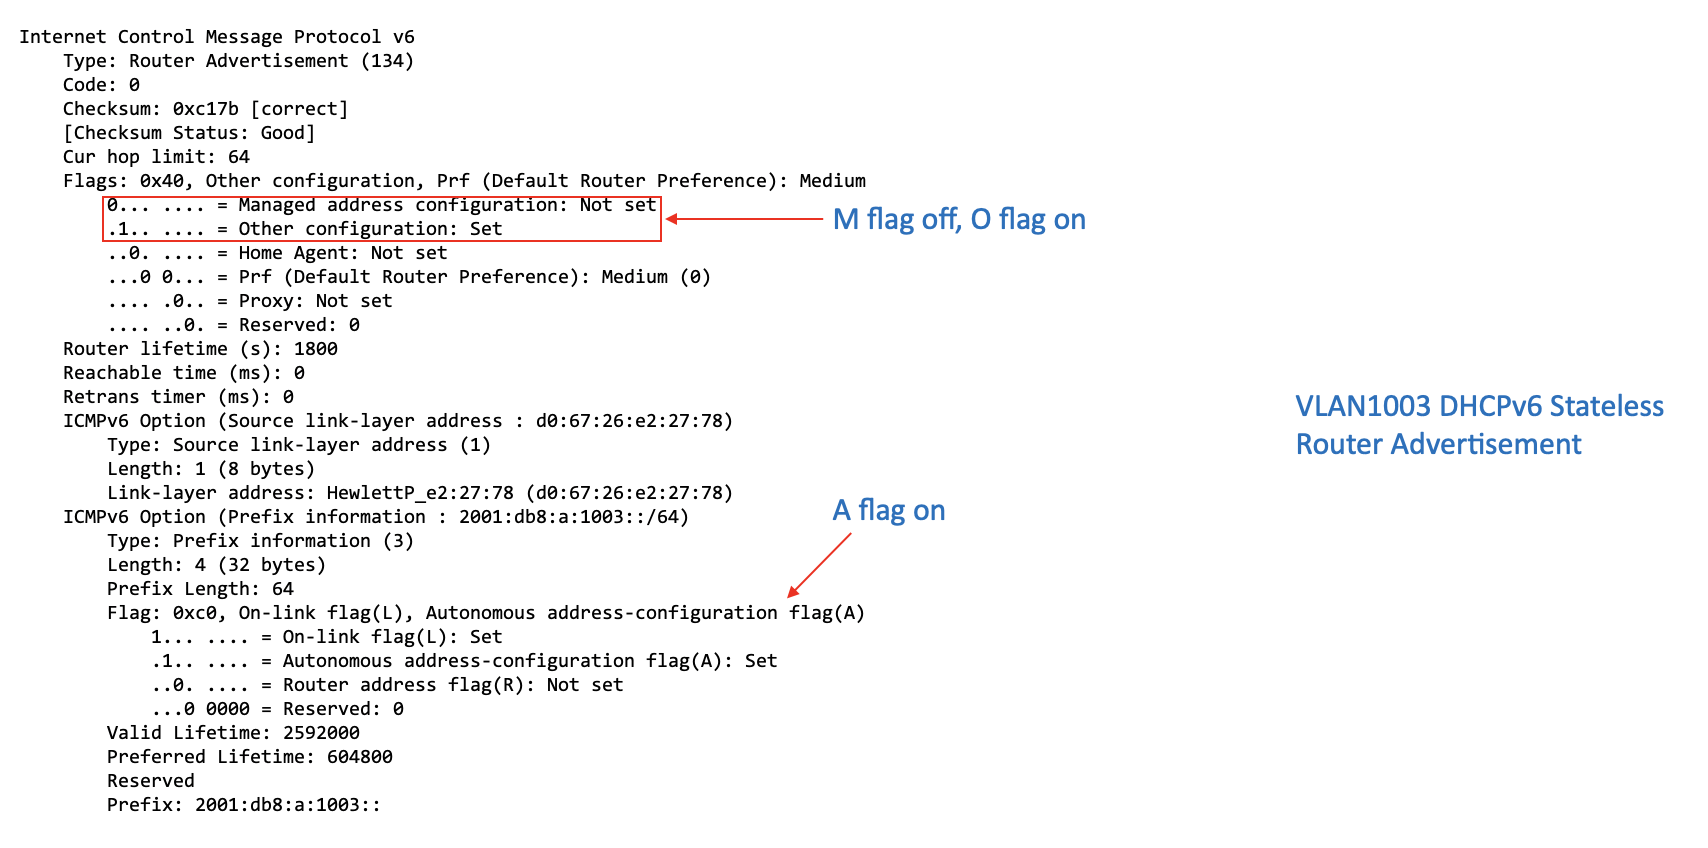 Internet Control Message Protocol v6
Type: Router Advertisement (134)
Code: 0
Checksum: 0xc17b [correct]
[Checksum Status: Good]
Cur hop limit: 64
Flags: 0x40, Other configuration, Prf (Default Router Preference): Medium
0... .... = Managed address configuration: Not set
.1.. .... = Other configuration: Set
M flag off, O flag on
..0. .... = Home Agent: Not set
...0 0... = Prf (Default Router Preference): Medium (0)
.... .0.. = Proxy: Not set
.... ..0. = Reserved: 0
Router lifetime (s): 1800
Reachable time (ms): 0
Retrans timer (ms): 0
VLAN1003 DHCPv6 Stateless
Router Advertisement
ICMPv6 Option (Source link-layer address : d0:67:26:e2:27:78)
Type: Source link-layer address (1)
Length: 1 (8 bytes)
Link-layer address: HewlettP_e2:27:78 (d0:67:26:e2:27:78)
ICMPv6 Option (Prefix information : 2001:db8:a:1003::/64)
A flag on
Type: Prefix information (3)
Length: 4 (32 bytes)
Prefix Length: 64
Flag: 0xc0, On-link flag(L), Autonomous address-configuration flag(A)
1... .... = On-link flag(L): Set
.1.. .... = Autonomous address-configuration flag(A): Set
..0. .... = Router address flag(R): Not set
...0 0000 = Reserved: 0
Valid Lifetime: 2592000
Preferred Lifetime: 604800
Reserved
Prefix: 2001:db8:a:1003::